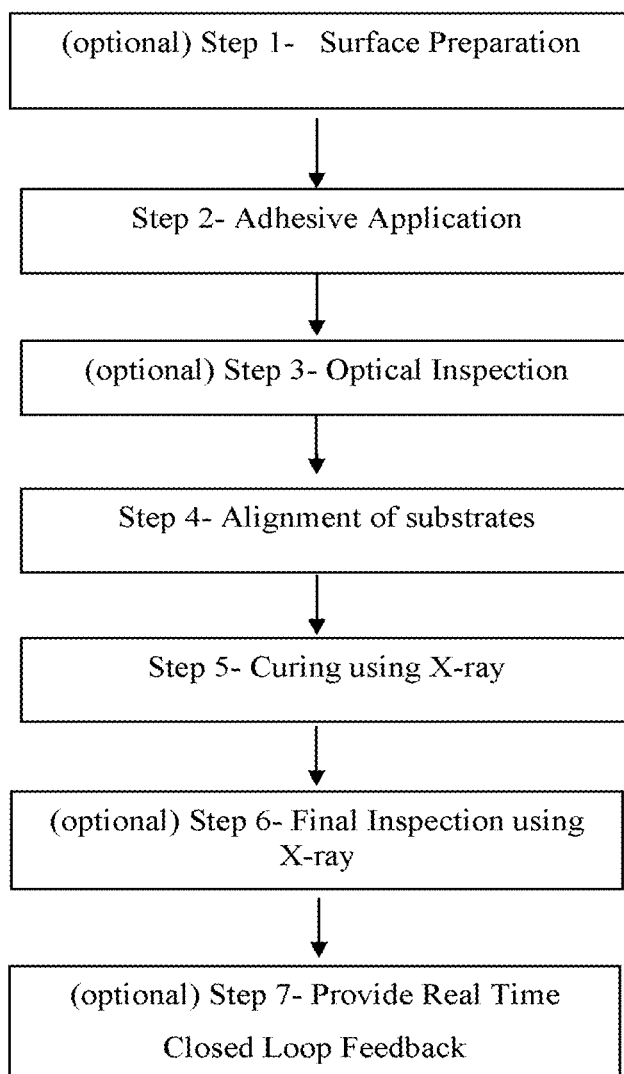 (optional) Step 1- Surface Preparation
Step 2- Adhesive Application
(optional) Step 3- Optical Inspection
Step 4- Alignment of substrates
Step 5- Curing using X-ray
(optional) Step 6- Final Inspection using
X-ray
(optional) Step 7- Provide Real Time
Closed Loop Feedback